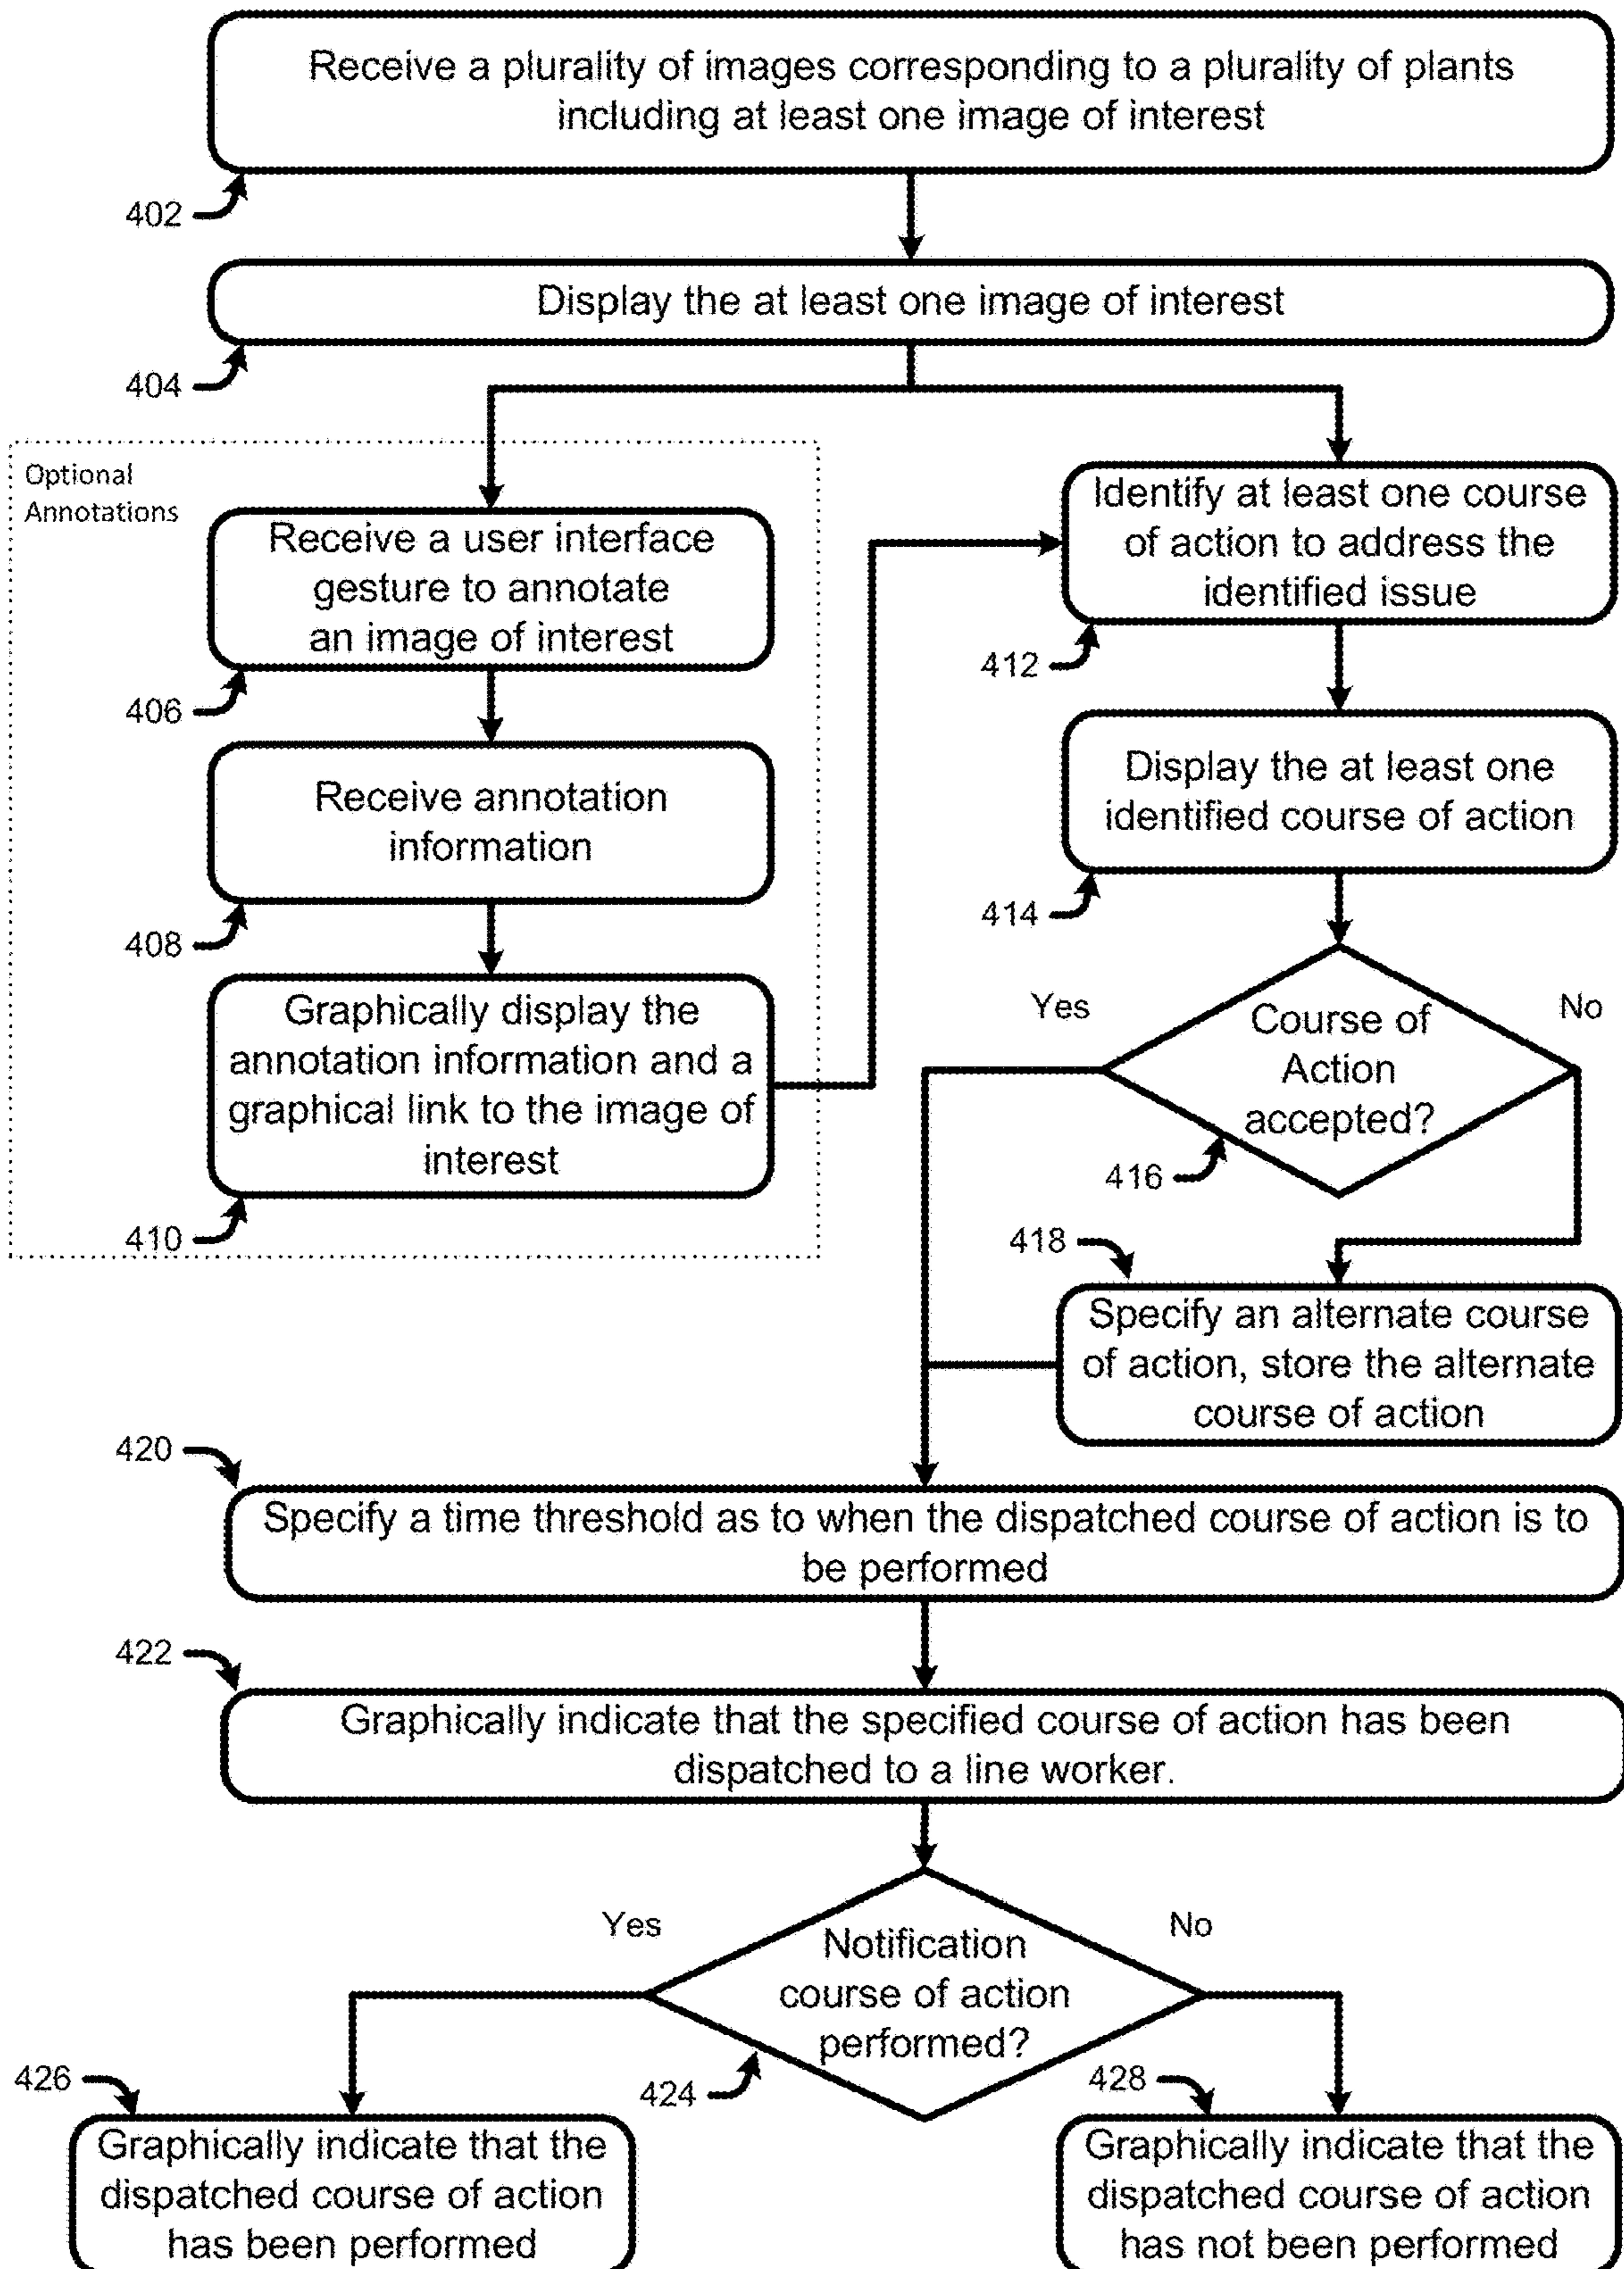 Receive a plurality of images corresponding to a plurality of plants
including at least one image of interest
402
Display the at least one image of interest
404
Optional
Annotations
Receive a user interface
gesture to annotate
an image of interest
406
Receive annotation
information
408
Graphically display the
annotation information and a
graphical link to the image of
interest
410
Identify at least one course
of action to address the
identified issue
412
Display the at least one
identified course of action
414
Yes
No
Course of
Action
accepted?
416
418
Specify an alternate course
of action, store the alternate
course of action
420
Specify a time threshold as to when the dispatched course of action is to
be performed
422
Graphically indicate that the specified course of action has been
dispatched to a line worker.
Yes
No
Notification
course of action
performed?
424
426
Graphically indicate that the
dispatched course of action
has been performed
428
Graphically indicate that the
dispatched course of action
has not been performed